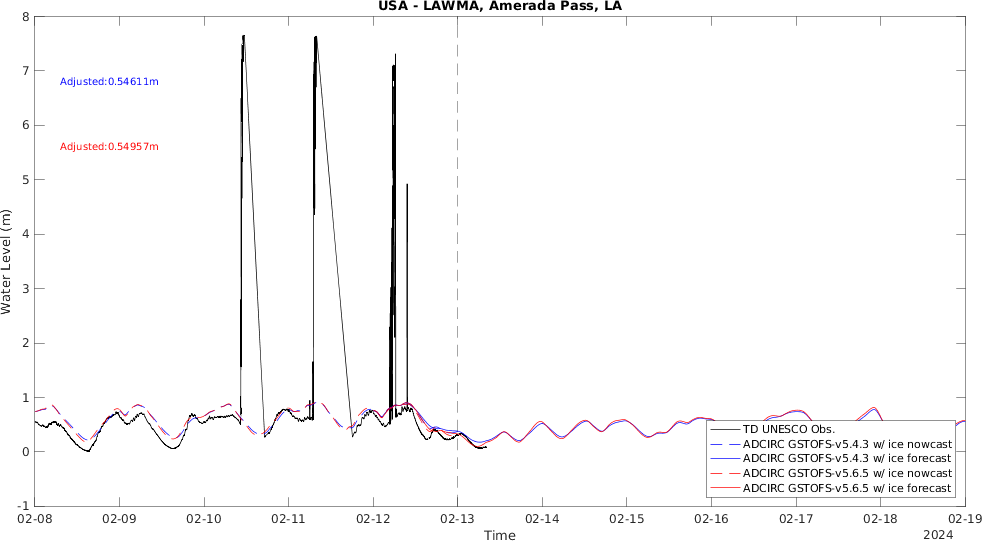 USA - LAWMA, Amerada Pass, LA
8
7
6
5
4
3
2
1
0
-1
Water Level (m)
Adjusted:0.54611m
Adjusted:0.54957m
TD UNESCO Obs.
ADCIRC GSTOFS-v5.4.3 w/ ice nowcast
ADCIRC GSTOFS-v5.4.3 w/ ice forecast
ADCIRC GSTOFS-v5.6.5 w/ ice nowcast
ADCIRC GSTOFS-v5.6.5 w/ ice forecast
02-08 02-09 02-10 02-11 02-12 02-13 02-14 02-15 02-16 02-17 02-18 02-19
Time
2024